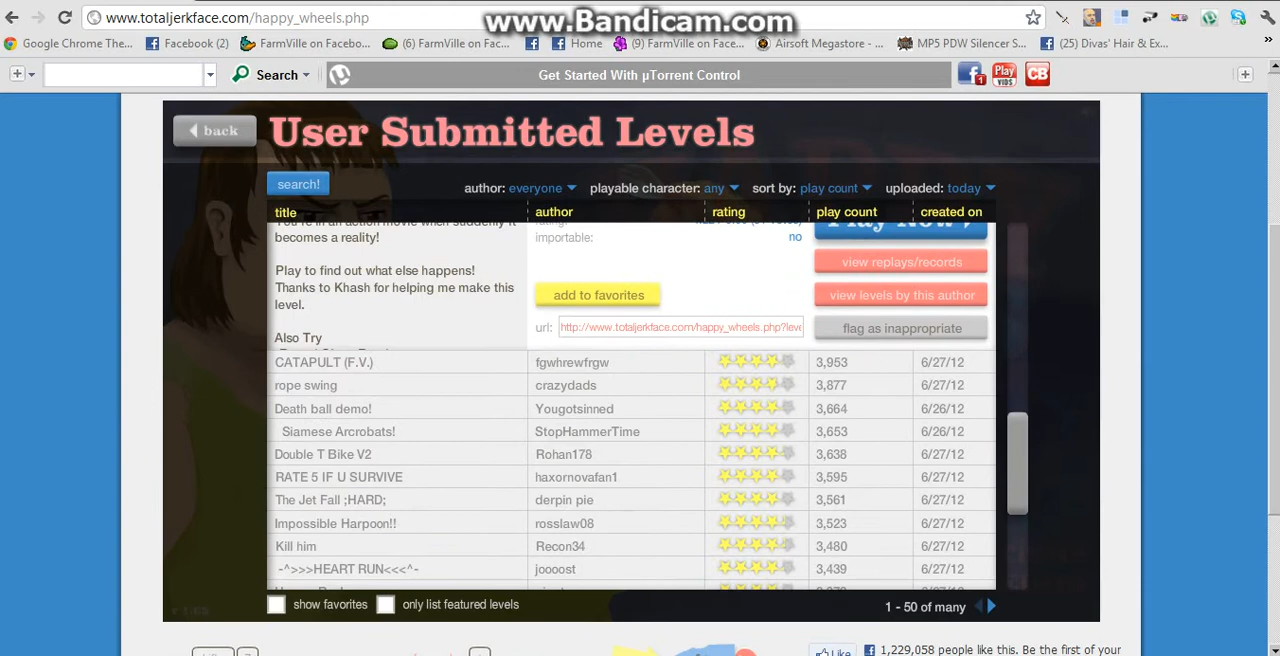 www.totaljerkface.com/happy_wheels.php
www.Bandicam.com
Google Chrome The... Facebook (2) FarmVille on Facebo... (6) FarmVille on Fac... Home (9) FarmVille on Fac... Airsoft Megastore - ... MP5 PDW Silencer S... (25) Divas' Hair & Ex... »
Search Get Started With µTorrent Control 1 Play VIDS CB
back User Submitted Levels
search! author: everyone playable character: any sort by: play count uploaded: today
title author rating play count created on
becomes a reality!
importable: no
Play Now
view replays/records
Play to find out what else happens!
Thanks to Khash for helping me make this
level.
add to favorites view levels by this author
url: http://www.totaljerkface.com/happy_wheels.php?leve
flag as inappropriate
Also Try
CATAPULT (F.V.) fgwhrewfrgw 3,953 6/27/12
rope swing crazydads 3,877 6/27/12
Death ball demo! Yougotsinned 3,664 6/26/12
Siamese Arcrobats! StopHammerTime 3,653 6/26/12
Double T Bike V2 Rohan178 3,638 6/27/12
RATE 5 IF U SURVIVE haxornovafan1 3,595 6/27/12
The Jet Fall ;HARD; derpin pie 3,561 6/27/12
Impossible Harpoon!! rosslaw08 3,523 6/27/12
Kill him Recon34 3,480 6/27/12
-^>>>HEART RUN<<<^- joooost 3,439 6/27/12
show favorites only list featured levels 1 - 50 of many
Like 1,229,058 people like this. Be the first of your